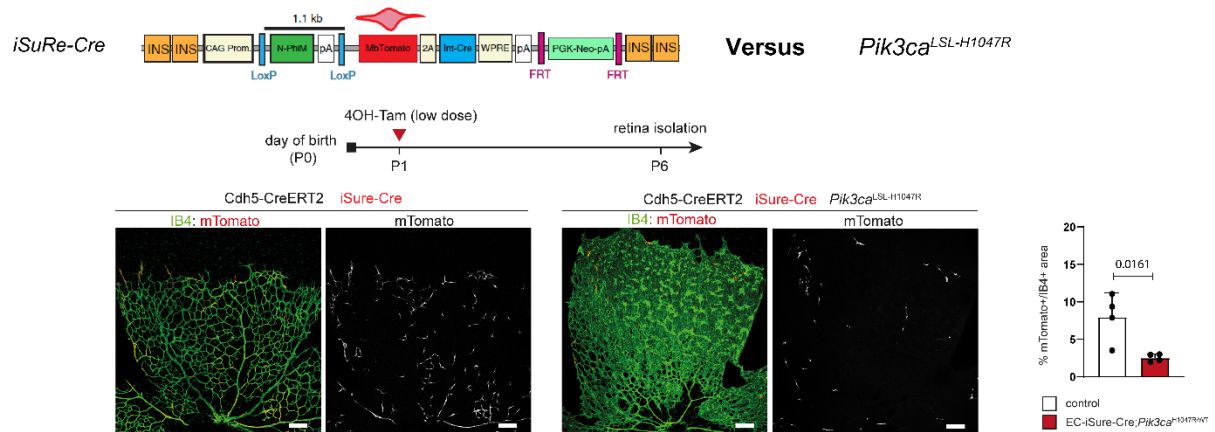 1.1 kb
iSuRe-Cre INS INS CAG Prom. N-PhiM pA MbTomato 2A Int-Cre WPRE pA PGK-Neo-pA INS INS Versus Pik3caLSL-H1047R
LoxP LoxP FRT FRT
4OH-Tam (low dose)
day of birth
(P0)
retina isolation
P1 P6
Cdh5-CreERT2 iSure-Cre
IB4: mTomato mTomato
Cdh5-CreERT2 iSure-Cre Pik3caLSL-H1047R
IB4: mTomato mTomato
% mTomato+/IB4+ area
20
15
10
5
0
0.0161
control
EC-iSure-Cre;Pik3caH1047R/WT